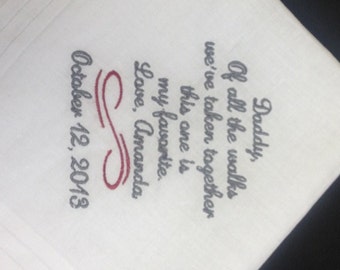 Daddy,
Of all the walks
we've taken together
this one is
my favorite.
Love, Amanda
October 12, 2013